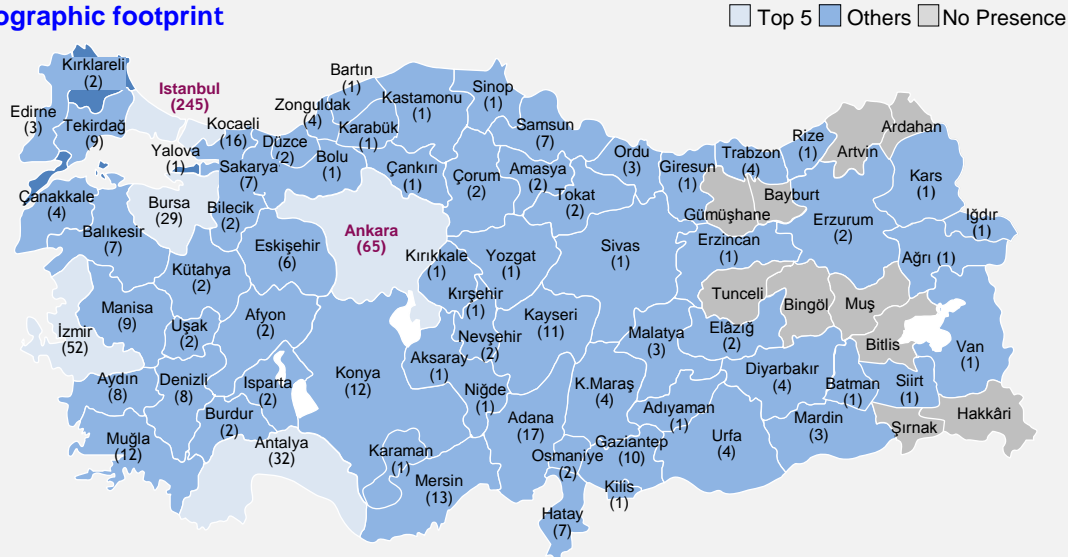 ographic footprint
Top 5
Others
No Presence
Kırklareli
(2)
Istanbul
(245)
Edirne
(3)
Tekirdağ
(9)
Kocaeli
(16)
Yalova
(1)
Sakarya
(7)
Düzce
(2)
Zonguldak
(4)
Bartın
(1)
Karabük
(1)
Kastamonu
(1)
Sinop
(1)
Samsun
(7)
Bolu
(1)
Çankırı
(1)
Çorum
(2)
Amasya
(2)
Tokat
(2)
Ordu
(3)
Giresun
(1)
Trabzon
(4)
Rize
(1)
Artvin
Ardahan
Kars
(1)
Iğdır
(1)
Ağrı (1)
Erzurum
(2)
Bayburt
Gümüşhane
Erzincan
(1)
Çanakkale
(4)
Balıkesir
(7)
Bursa
(29)
Bilecik
(2)
Eskişehir
(6)
Kütahya
(2)
Ankara
(65)
Kırıkkale
(1)
Yozgat
(1)
Sivas
(1)
Kırşehir
(1)
Nevşehir
(2)
Kayseri
(11)
Malatya
(3)
Elâzığ
(2)
Tunceli
Bingöl
Muş
Bitlis
Van
(1)
Manisa
(9)
İzmir
(52)
Uşak
(2)
Afyon
(2)
Konya
(12)
Aksaray
(1)
Niğde
(1)
Aydın
(8)
Denizli
(8)
Isparta
(2)
Burdur
(2)
Muğla
(12)
Antalya
(32)
Karaman
(1)
Mersin
(13)
Adana
(17)
Osmaniye
(2)
Hatay
(7)
K.Maraş
(4)
Gaziantep
(10)
Kilis
(1)
Adıyaman
(1)
Urfa
(4)
Diyarbakır
(4)
Mardin
(3)
Batman
(1)
Siirt
(1)
Şırnak
Hakkâri